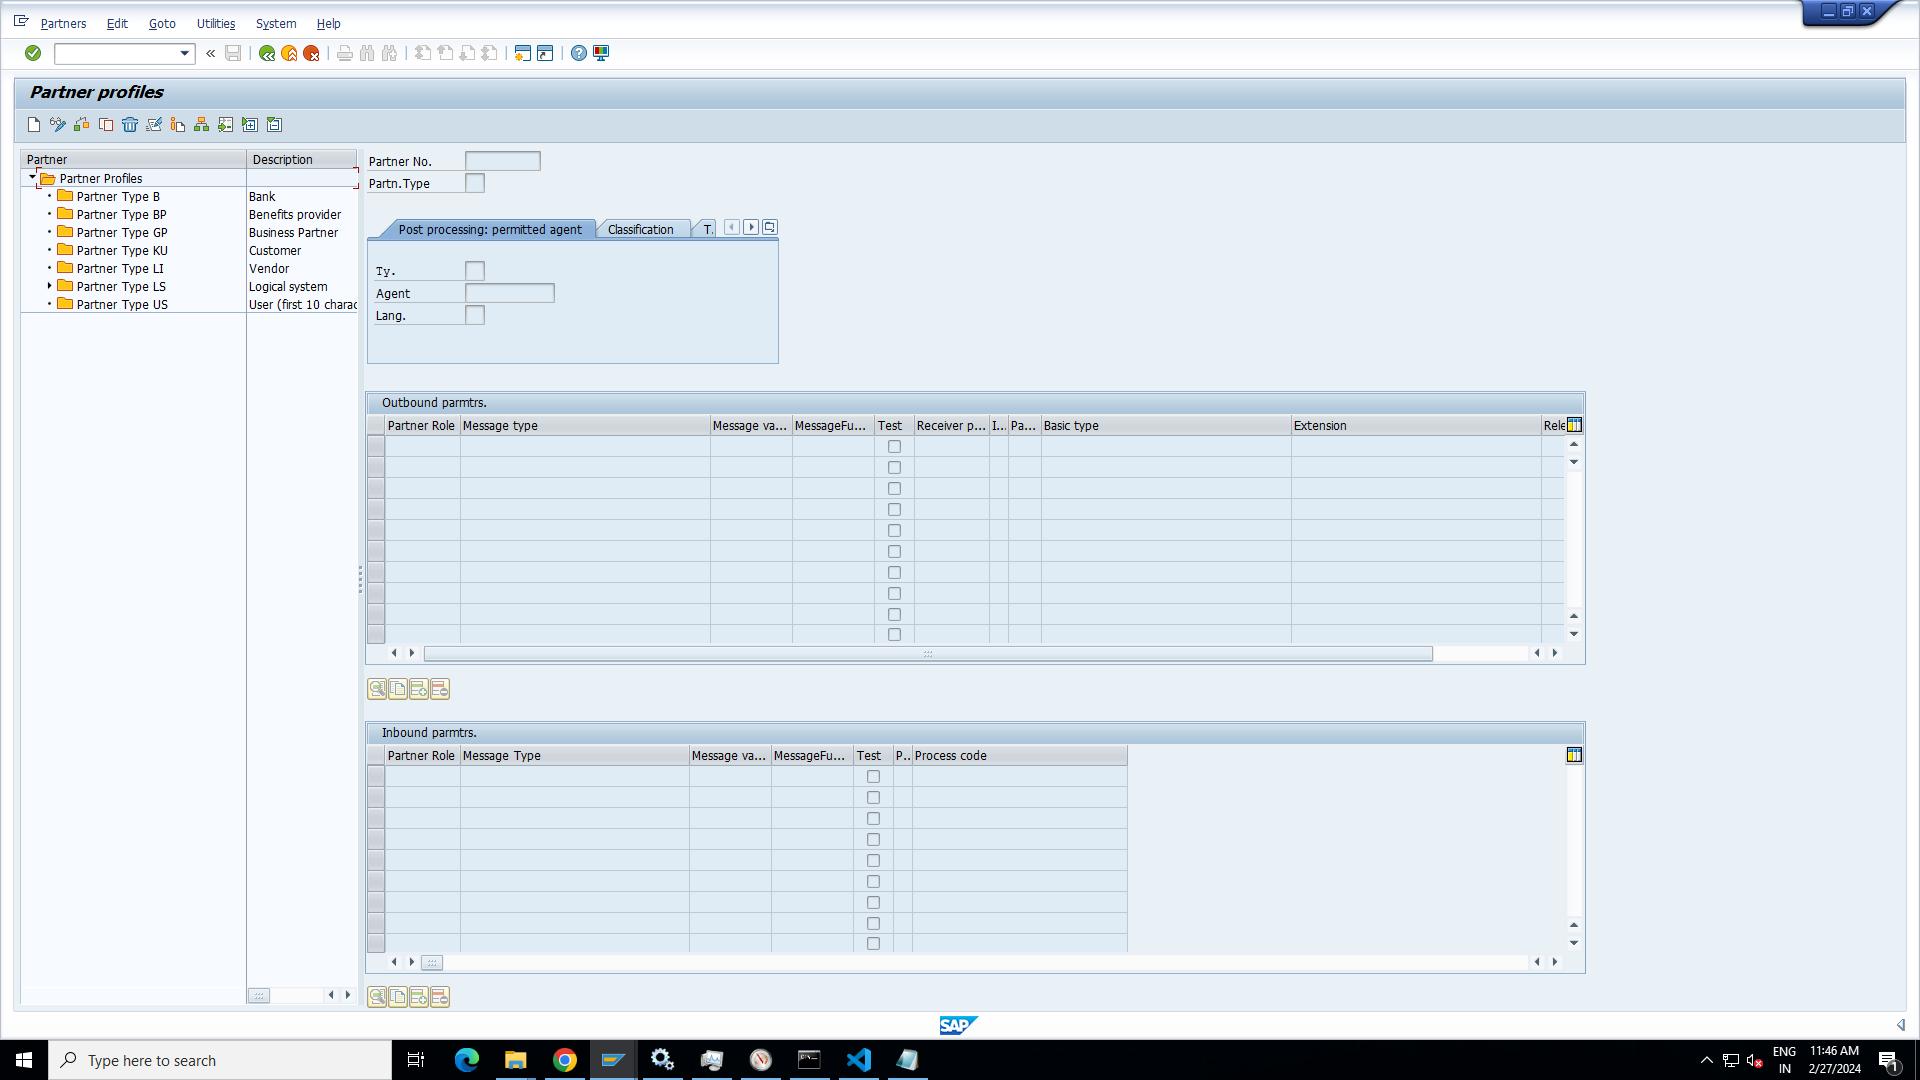 Partners Edit Goto Utilities System Help
Partner profiles
Partner Description
Partner Profiles
Partner Type B Bank
Partner Type BP Benefits provider
Partner Type GP Business Partner
Partner Type KU Customer
Partner Type LI Vendor
Partner Type LS Logical system
Partner Type US User (first 10 charac
Partner No.
Partn.Type
Post processing: permitted agent Classification T.
Ty.
Agent
Lang.
Outbound parmtrs.
Partner Role Message type Message va... MessageFu... Test Receiver p... I... Pa... Basic type Extension Rele
Inbound parmtrs.
Partner Role Message Type Message va... MessageFu... Test P.. Process code
SAP
Type here to search
ENG
IN
11:46 AM
2/27/2024
1